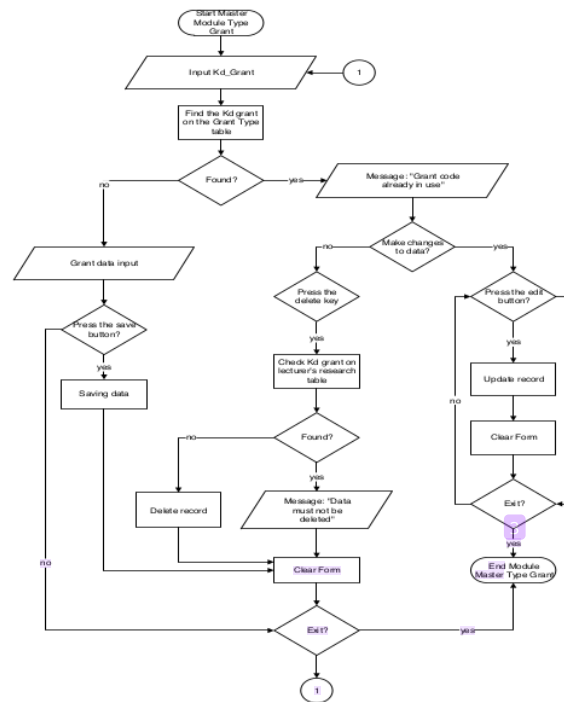 Start Master
Module Type
Grant
Input Kd_Grant
1
Find the Kd grant
on the Grant Type
table
Found?
no
yes
Message: "Grant code
already in use"
Make changes
to data?
no
yes
Grant data input
Press the
delete key
Press the edit
button?
Press the save
button?
yes
yes
yes
Saving data
Check Kd grant on
lecturer's research
table
Update record
no
Clear Form
Found?
no
yes
Delete record
Message: "Data
must not be
deleted"
Exit?
yes
no
Clear Form
End Module
Master Type Grant
Exit?
yes
1